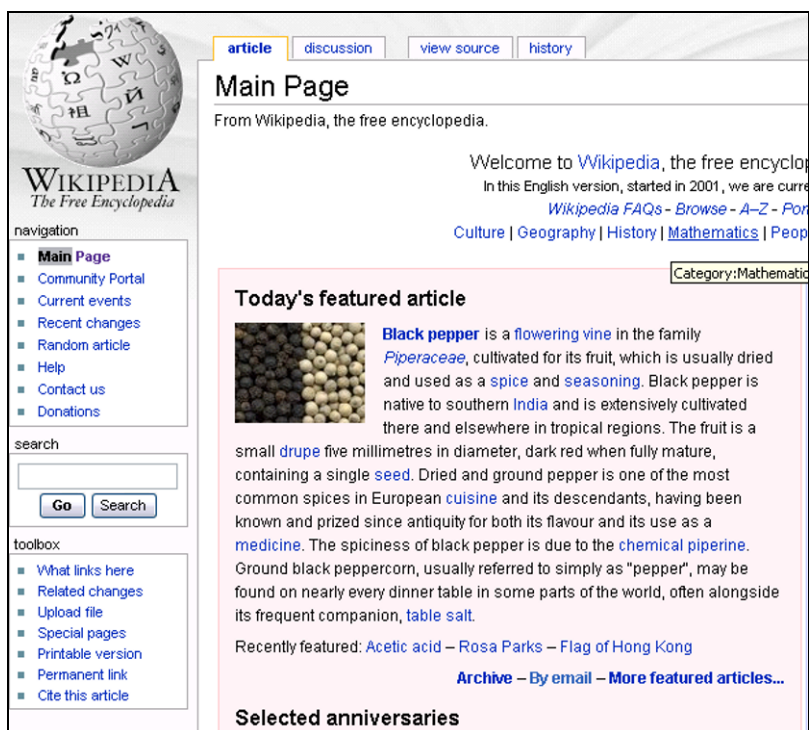 WIKIPEDIA
The Free Encyclopedia
navigation
Main Page
Community Portal
Current events
Recent changes
Random article
Help
Contact us
Donations
search
Go Search
toolbox
What links here
Related changes
Upload file
Special pages
Printable version
Permanent link
Cite this article
article discussion view source history
Main Page
From Wikipedia, the free encyclopedia.
Welcome to Wikipedia, the free encyclop
In this English version, started in 2001, we are curre
Wikipedia FAQs - Browse - A–Z - Por
Culture | Geography | History | Mathematics | Peop
Category:Mathematic
Today's featured article
Black pepper is a flowering vine in the family
Piperaceae, cultivated for its fruit, which is usually dried
and used as a spice and seasoning. Black pepper is
native to southern India and is extensively cultivated
there and elsewhere in tropical regions. The fruit is a
small drupe five millimetres in diameter, dark red when fully mature,
containing a single seed. Dried and ground pepper is one of the most
common spices in European cuisine and its descendants, having been
known and prized since antiquity for both its flavour and its use as a
medicine. The spiciness of black pepper is due to the chemical piperine.
Ground black peppercorn, usually referred to simply as "pepper", may be
found on nearly every dinner table in some parts of the world, often alongside
its frequent companion, table salt.
Recently featured: Acetic acid – Rosa Parks – Flag of Hong Kong
Archive – By email – More featured articles...
Selected anniversaries